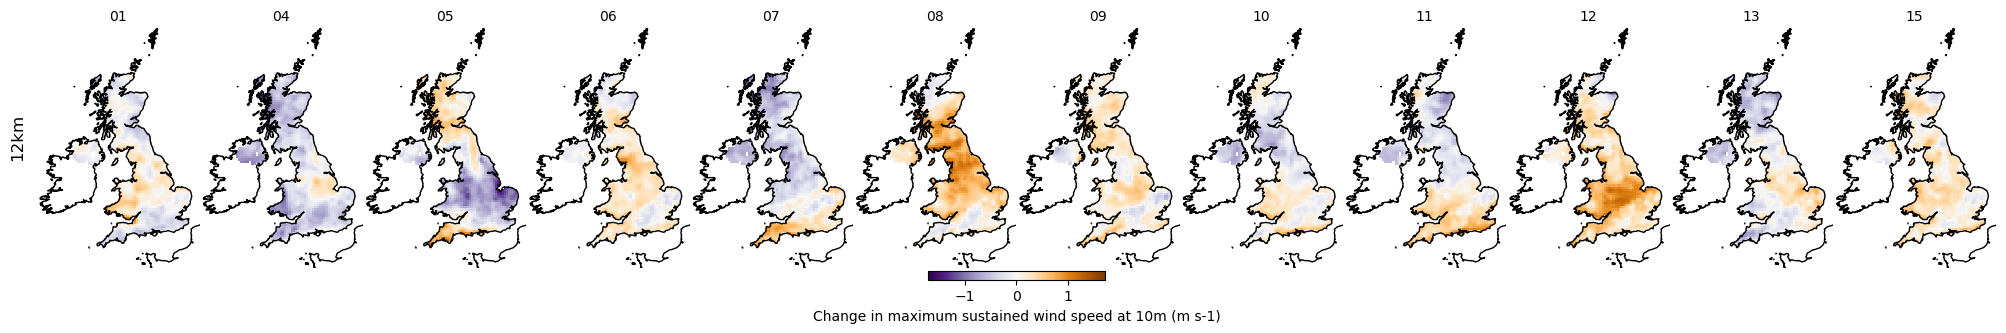 01 04 05 06 07 08 09 10 11 12 13 15
12km
−1 0 1
Change in maximum sustained wind speed at 10m (m s-1)